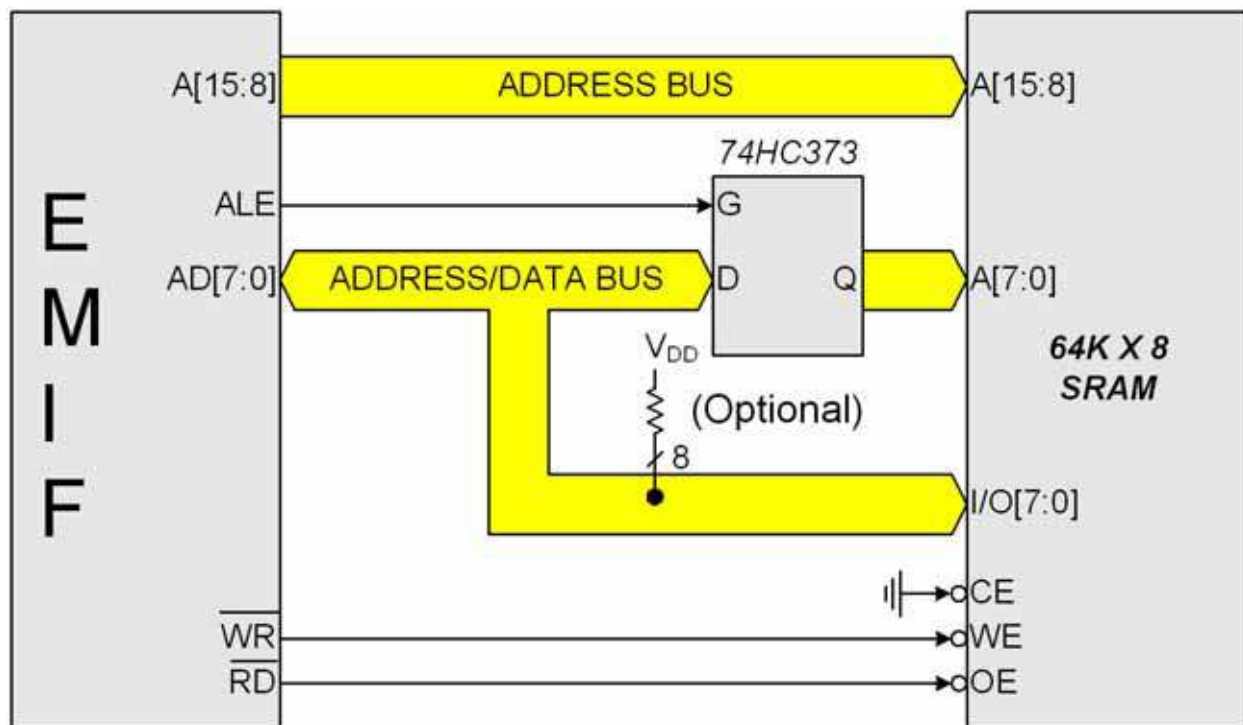 A[15:8]
ADDRESS BUS
A[15:8]
74HC373
ALE
G
AD[7:0]
ADDRESS/DATA BUS
D
Q
A[7:0]
E
M
I
F
VDD
(Optional)
8
64K X 8
SRAM
I/O[7:0]
CE
WR
WE
RD
OE